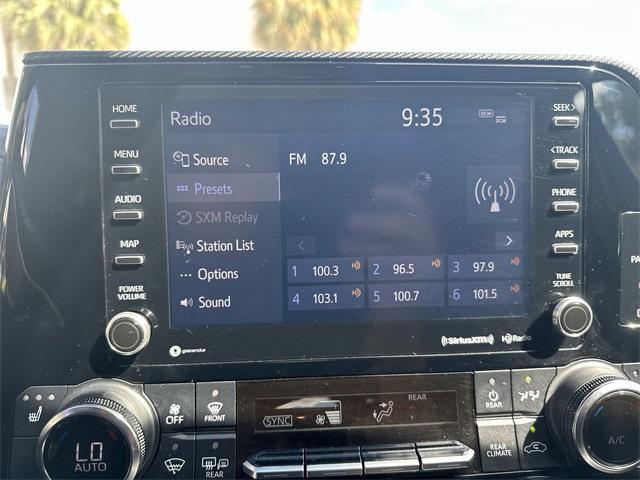 HOME
MENU
AUDIO
MAP
POWER
VOLUME
Radio 9:35 DCM
DCM
Source
Presets
SXM Replay
Station List
Options
Sound
FM 87.9
1 100.3 2 96.5 3 97.9
4 103.1 5 100.7 6 101.5
SEEK>
<TRACK
PHONE
APPS
TUNE
SCROLL
gracenote
((SiriusXM))
HD Radio
OFF
FRONT
REAR
LO
AUTO
SYNC
REAR
REAR
REAR
CLIMATE
A/C